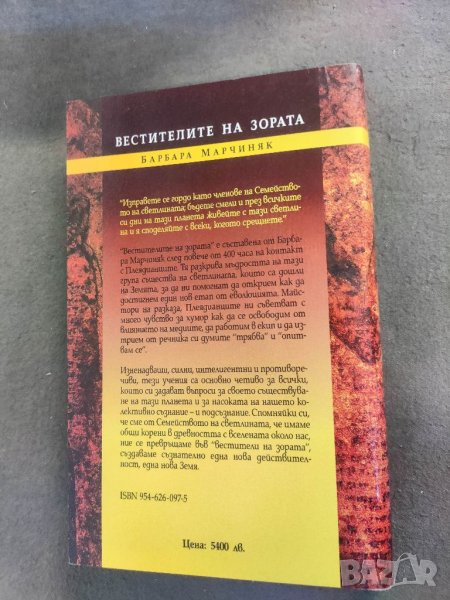 ВЕСТИТЕЛИТЕ НА ЗОРАТА
БАРБАРА МАРЧИНЯК
"Изправете се гордо като членове на Семейство-
то на светлината; бъдете смели и през всичките
си дни на тази планета живейте с тази светли-
на и я споделяйте с всеки, когото срещнете."
"Вестителите на зората" е съставена от Барба-
ра Марчиняк след повече от 400 часа на контакт
с Плеядианците. Тя разкрива мъдростта на тази
група същества на светлината, които са дошли
на Земята, за да ни помогнат да открием как да
достигнем един нов етап от еволюцията. Майс-
тори на разказа, Плеядианците ни съветват с
много чувство за хумор как да се освободим от
влиянието на медиите, да работим в екип и да из-
трием от речника си думите "трябва" и "опит-
вам се".
Изненадващи, силни, интелигентни и противоре-
чиви, тези учения са основно четиво за всички,
които си задават въпроси за своето съществува-
не на тази планета и за насоката на нашето ко-
лективно съзнание – и подсъзнание. Спомняйки си,
че сме от Семейството на светлината, че имаме
общи корени в древността с вселената около нас,
ние се превръщаме във "вестители на зората",
създаваме съзнателно една нова действител-
ност, една нова Земя.
ISBN 954-626-097-5
Цена: 5400 лв.
BAZAR